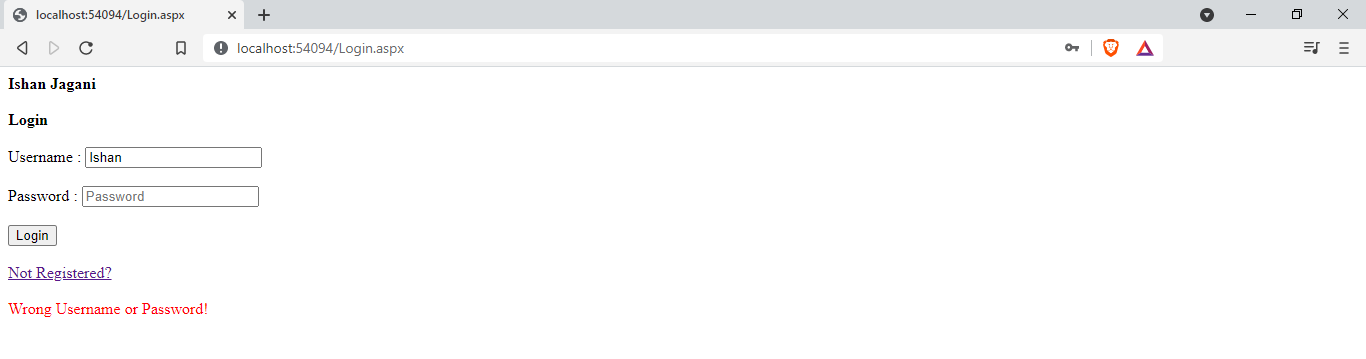 localhost:54094/Login.aspx
localhost:54094/Login.aspx
Ishan Jagani
Login
Username : Ishan
Password : Password
Login
Not Registered?
Wrong Username or Password!